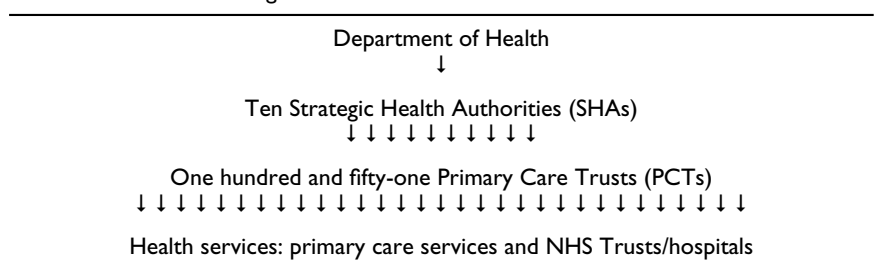 Department of Health
↓
Ten Strategic Health Authorities (SHAs)
↓ ↓ ↓ ↓ ↓ ↓ ↓ ↓ ↓ ↓
One hundred and fifty-one Primary Care Trusts (PCTs)
↓ ↓ ↓ ↓ ↓ ↓ ↓ ↓ ↓ ↓ ↓ ↓ ↓ ↓ ↓ ↓ ↓ ↓ ↓ ↓ ↓ ↓ ↓ ↓ ↓ ↓ ↓ ↓ ↓ ↓ ↓
Health services: primary care services and NHS Trusts/hospitals